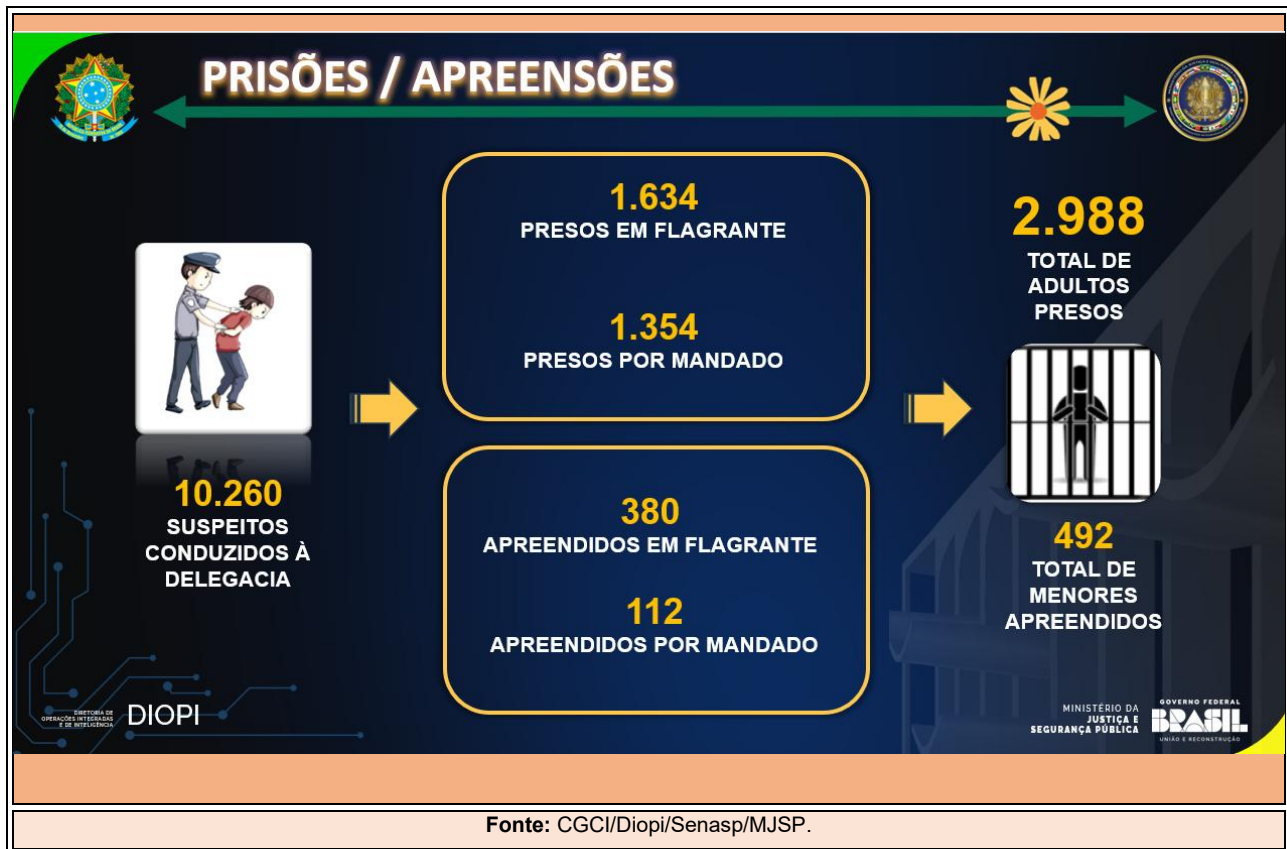 PRISÕES / APREENSÕES
10.260
SUSPEITOS
CONDUZIDOS À
DELEGACIA
1.634
PRESOS EM FLAGRANTE
1.354
PRESOS POR MANDADO
380
APREENDIDOS EM FLAGRANTE
112
APREENDIDOS POR MANDADO
2.988
TOTAL DE
ADULTOS
PRESOS
492
TOTAL DE
MENORES
APREENDIDOS
DIRETORIA DE
OPERAÇÕES INTEGRADAS
E DE INTELIGÊNCIA
DIOPI
MINISTÉRIO DA
JUSTIÇA E
SEGURANÇA PÚBLICA
GOVERNO FEDERAL
BRASIL
UNIÃO E RECONSTRUÇÃO
Fonte: CGCI/Diopi/Senasp/MJSP.